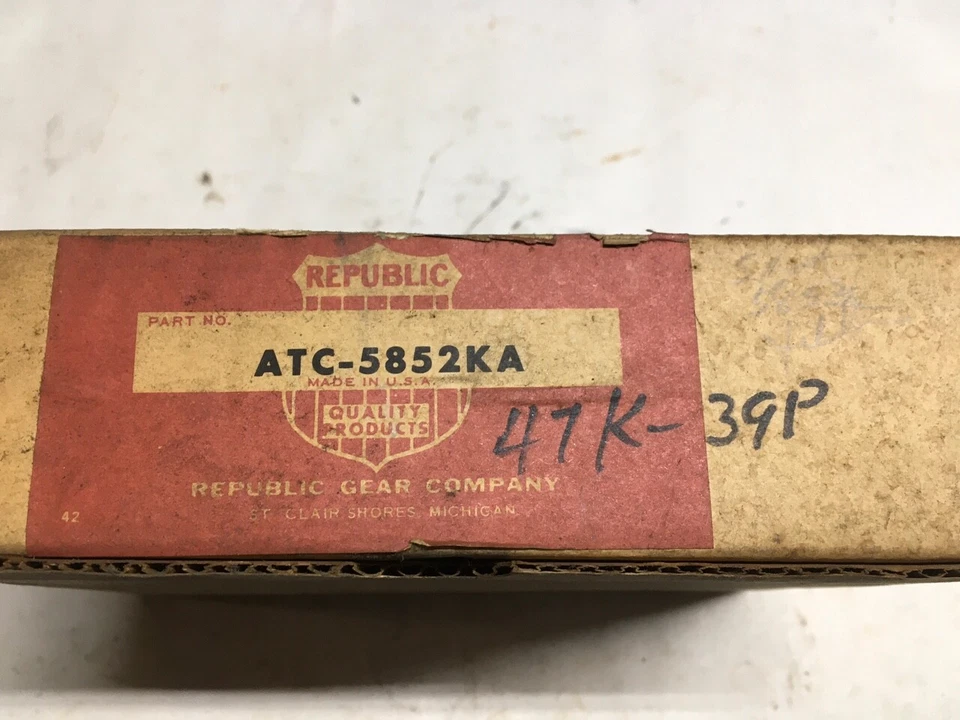 REPUBLIC
PART NO.
ATC-5852KA
MADE IN U.S.A.
QUALITY
PRODUCTS
47K-39P
REPUBLIC GEAR COMPANY
ST. CLAIR SHORES, MICHIGAN
42